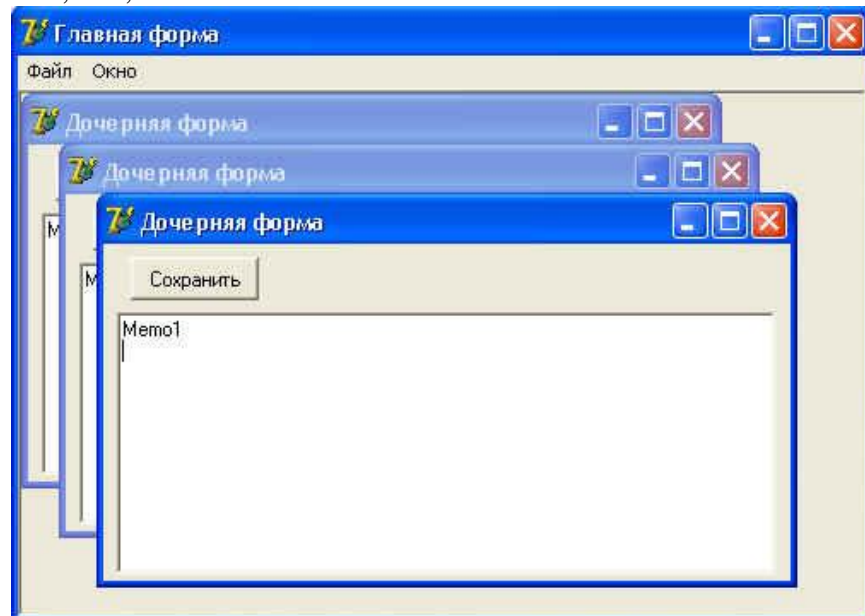 Главная форма
Файл Окно
Дочерняя форма
Дочерняя форма
M
Дочерняя форма
M
Сохранить
Memo1